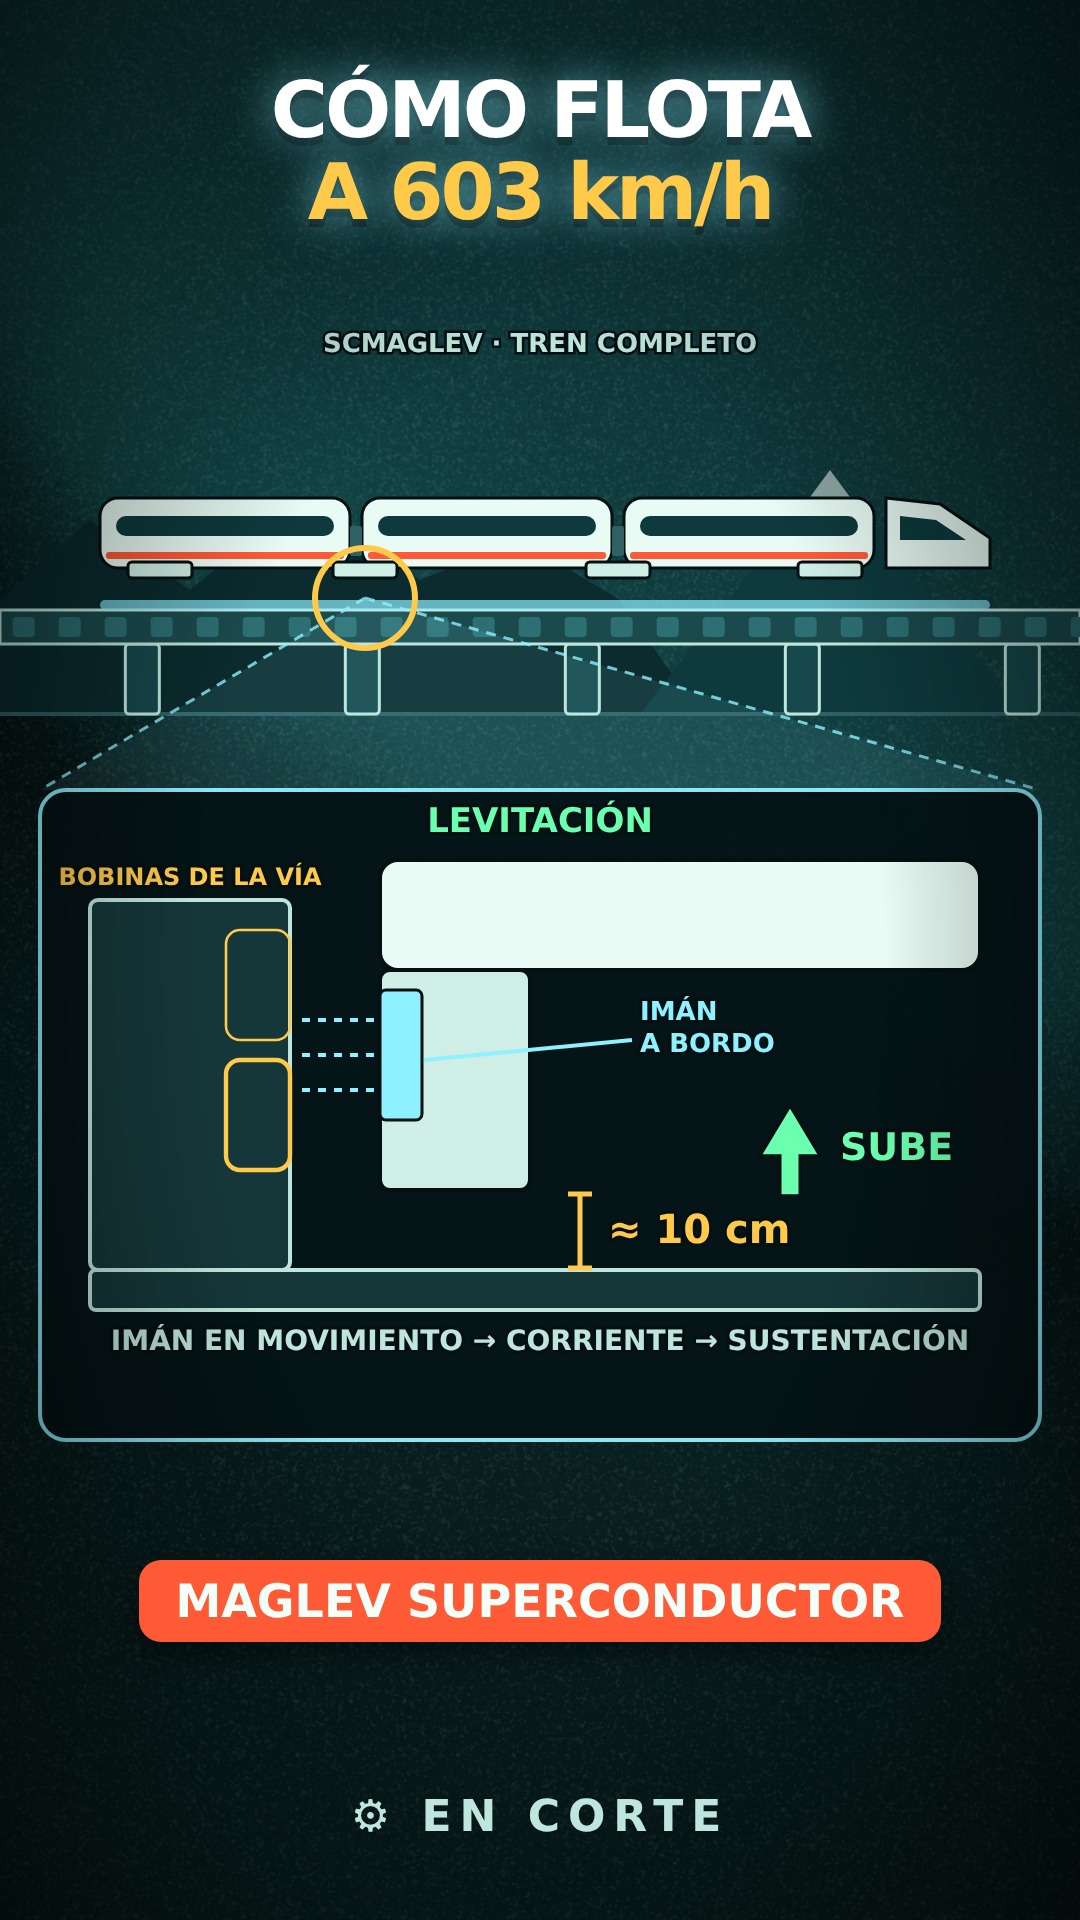 CÓMO FLOTA
A 603 km/h
SCMAGLEV · TREN COMPLETO
LEVITACIÓN
BOBINAS DE LA VÍA
IMÁN
A BORDO
SUBE
≈ 10 cm
IMÁN EN MOVIMIENTO → CORRIENTE → SUSTENTACIÓN
MAGLEV SUPERCONDUCTOR
⚙ EN CORTE